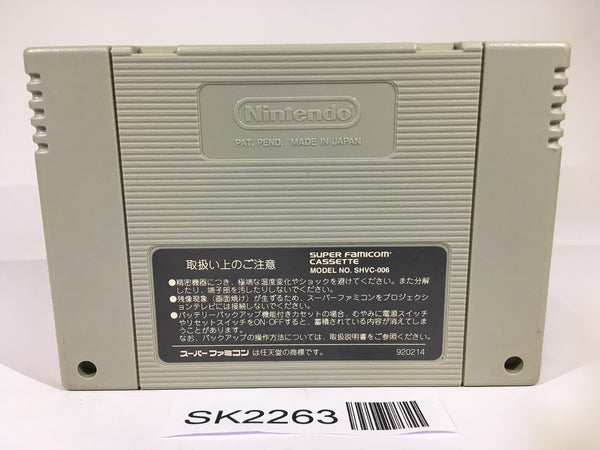 Nintendo
PAT. PEND. MADE IN JAPAN
取扱い上のご注意
SUPER FAMICOM
CASSETTE
MODEL NO. SHVC-006
●精密機器につき、極端な温度変化やショックを避けてください。また分解
したり、端子部を汚したりしないでください。
●残像現象(画面焼け)が生ずるため、スーパーファミコンをプロジェクシ
ョンテレビには接続しないでください。
●バッテリーバックアップ機能付きカセットの場合、むやみに電源スイッチ
やリセットスイッチをON・OFFすると、蓄積されている内容が消えてしま
うことがあります。
なお、バックアップの操作方法については、取扱説明書をご参照ください。
スーパーファミコン は任天堂の商標です。 920214
SK2263